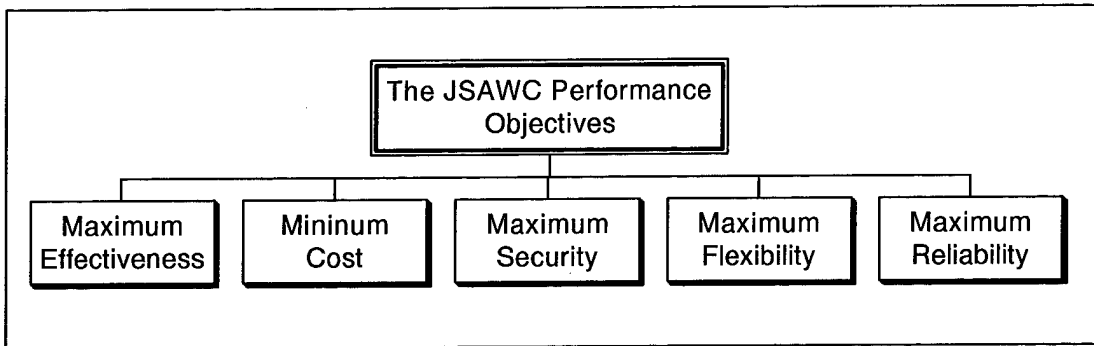 The JSAWC Performance
Objectives
Maximum
Effectiveness
Mininum
Cost
Maximum
Security
Maximum
Flexibility
Maximum
Reliability